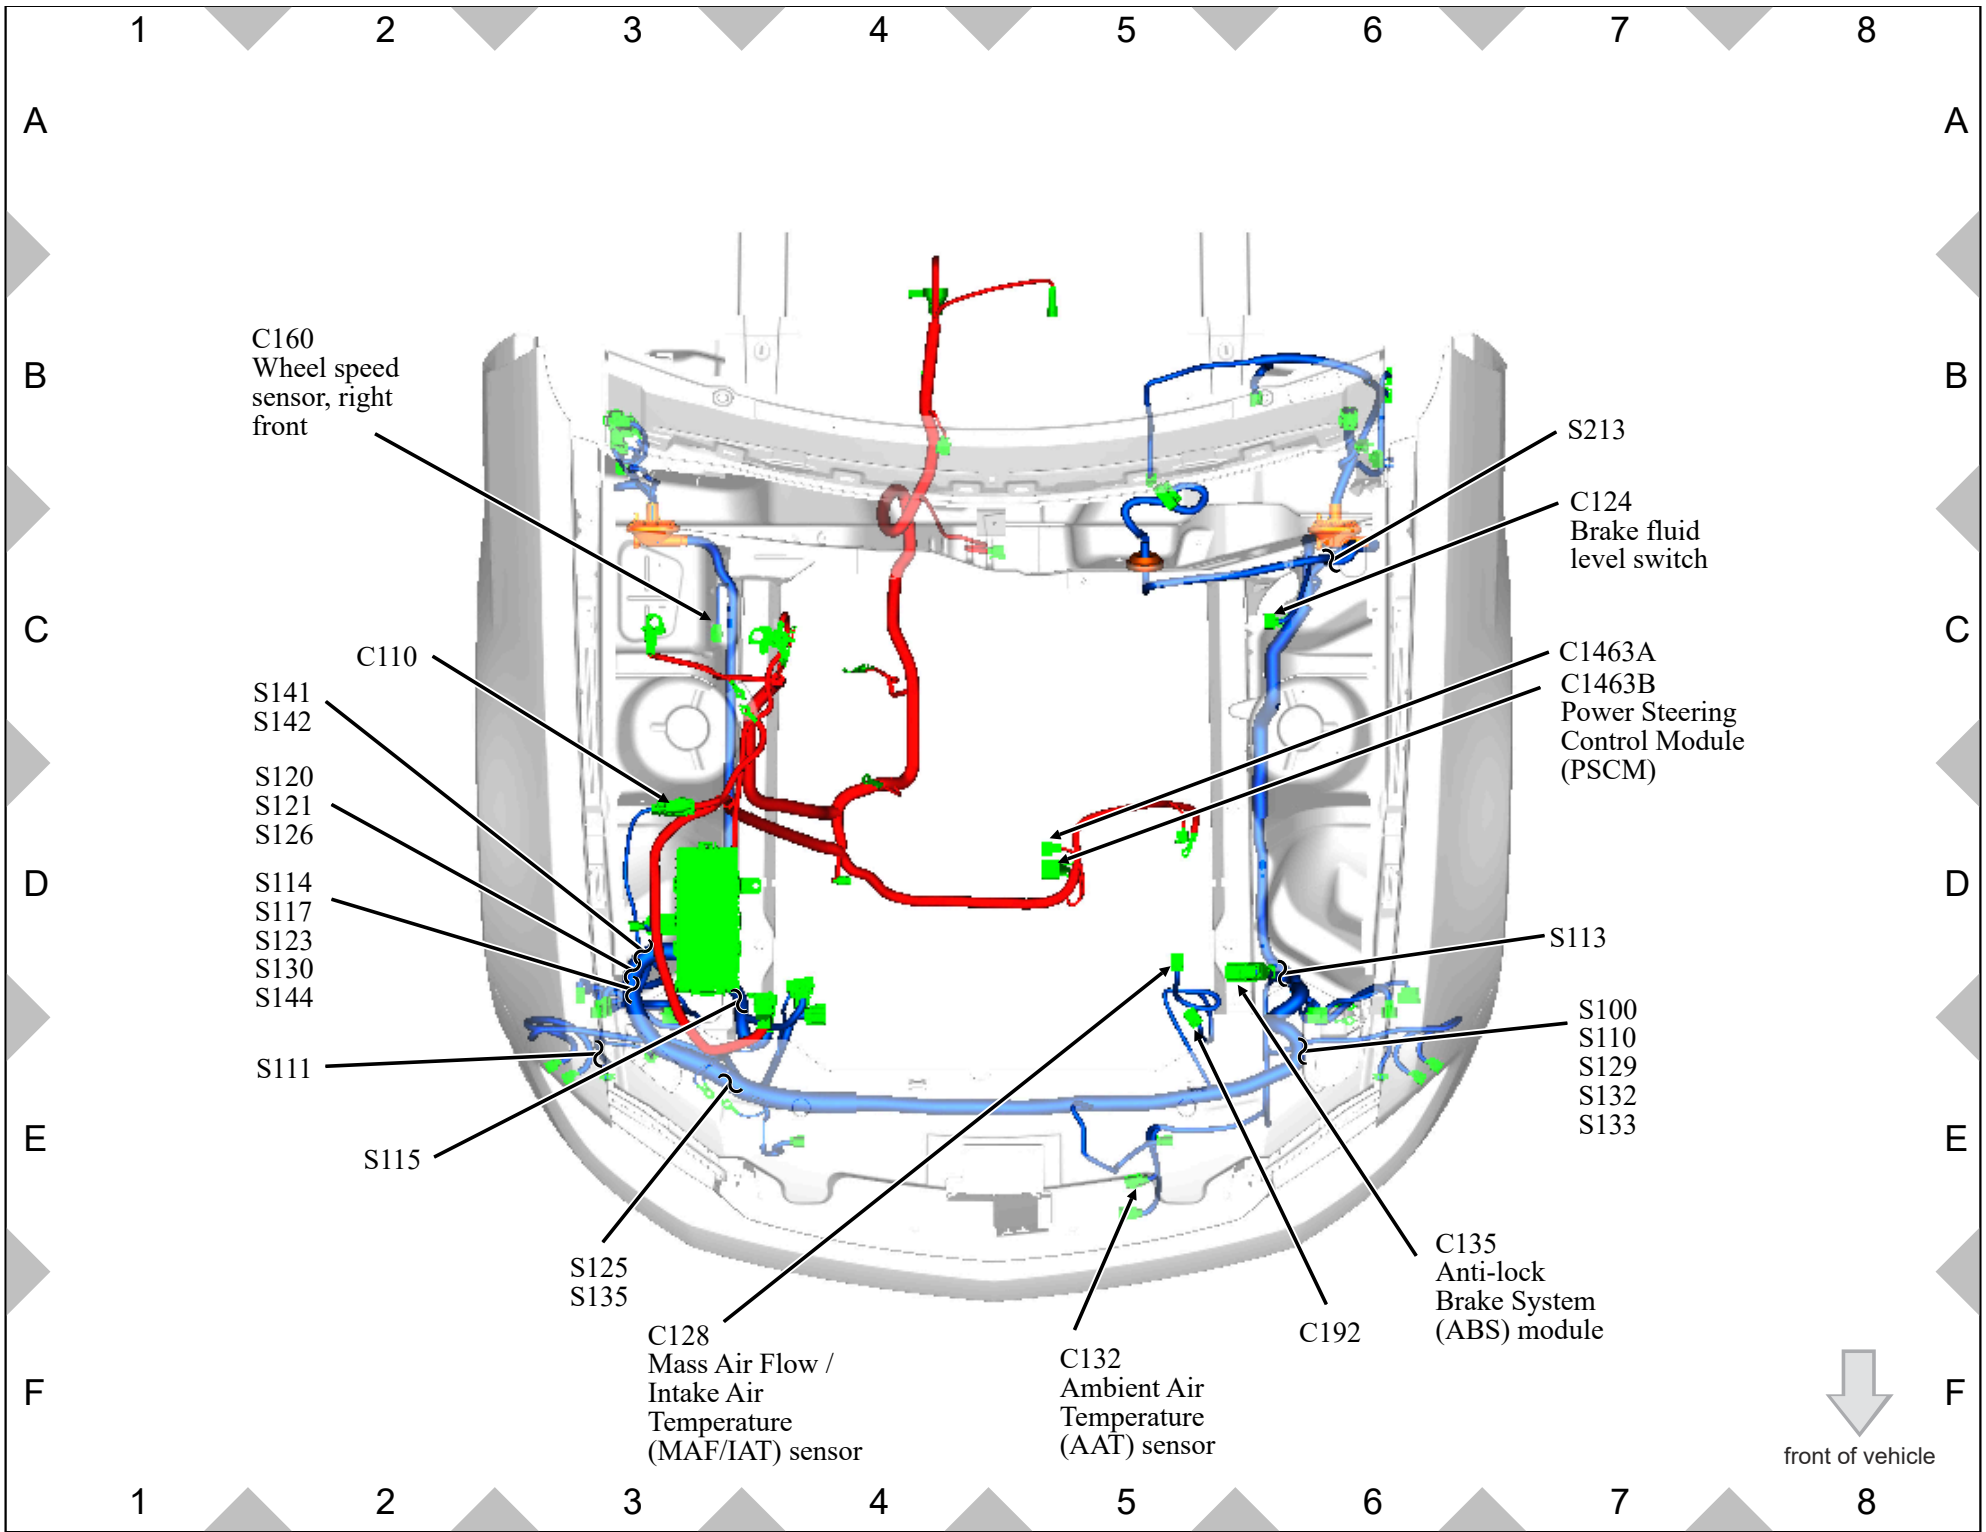 1 2 3 4 5 6 7 8
A A
B B
C160
Wheel speed
sensor, right
front
S213
C124
Brake fluid
level switch
C C
C110
C1463A
C1463B
Power Steering
Control Module
(PSCM)
S141
S142
S120
S121
S126
D D
S114
S117
S123
S130
S144
S113
S100
S110
S129
S132
S133
S111
E E
S115
S125
S135
C128
Mass Air Flow /
Intake Air
Temperature
(MAF/IAT) sensor
C132
Ambient Air
Temperature
(AAT) sensor
C192
C135
Anti-lock
Brake System
(ABS) module
F F
front of vehicle
1 2 3 4 5 6 7 8